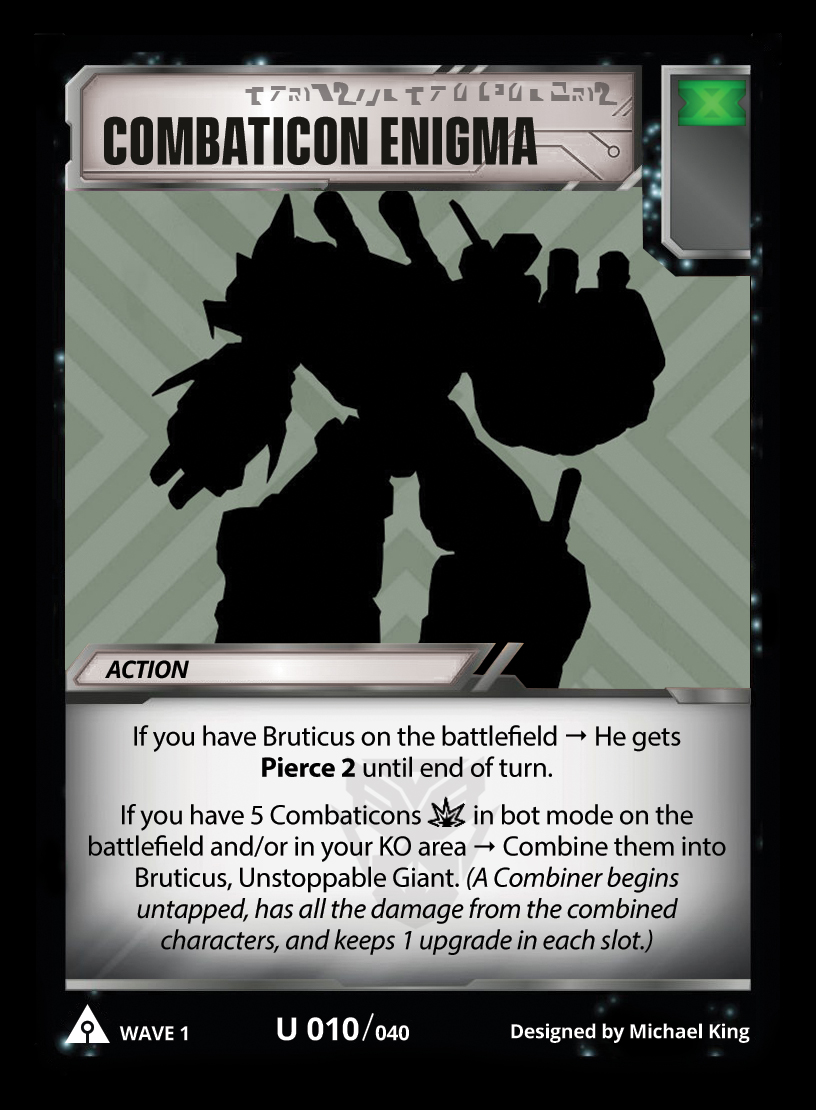 COMBATICON ENIGMA
ACTION
If you have Bruticus on the battlefield → He gets
Pierce 2 until end of turn.
If you have 5 Combaticons in bot mode on the
battlefield and/or in your KO area → Combine them into
Bruticus, Unstoppable Giant. (A Combiner begins
untapped, has all the damage from the combined
characters, and keeps 1 upgrade in each slot.)
WAVE 1
U 010/040
Designed by Michael King